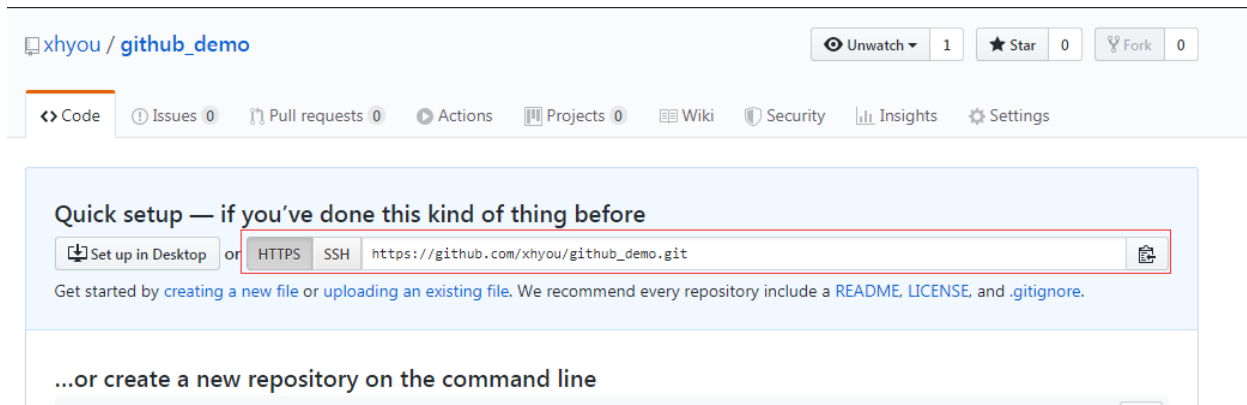 xhyou / github_demo
Unwatch 1 Star 0 Fork 0
Code Issues 0 Pull requests 0 Actions Projects 0 Wiki Security Insights Settings
Quick setup — if you’ve done this kind of thing before
Set up in Desktop or HTTPS SSH https://github.com/xhyou/github_demo.git
Get started by creating a new file or uploading an existing file. We recommend every repository include a README, LICENSE, and .gitignore.
…or create a new repository on the command line